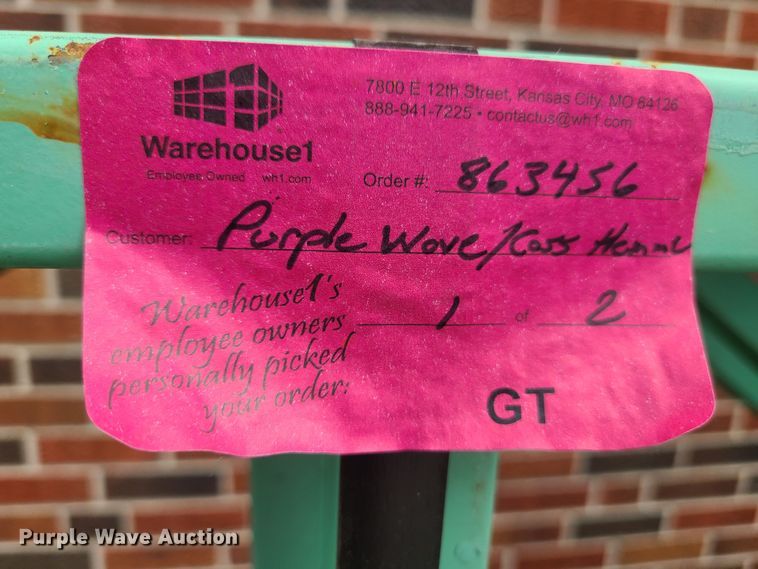 7800 E 12th Street, Kansas City, MO 84126
888-941-7225 • contactus@wh1.com
Warehouse1
Employee Owned wh1.com
Order #: 863456
Customer: Purple Wave/Kass
Warehouse1's
employee owners
personally picked
your order:
1 of 2
GT
Purple Wave Auction